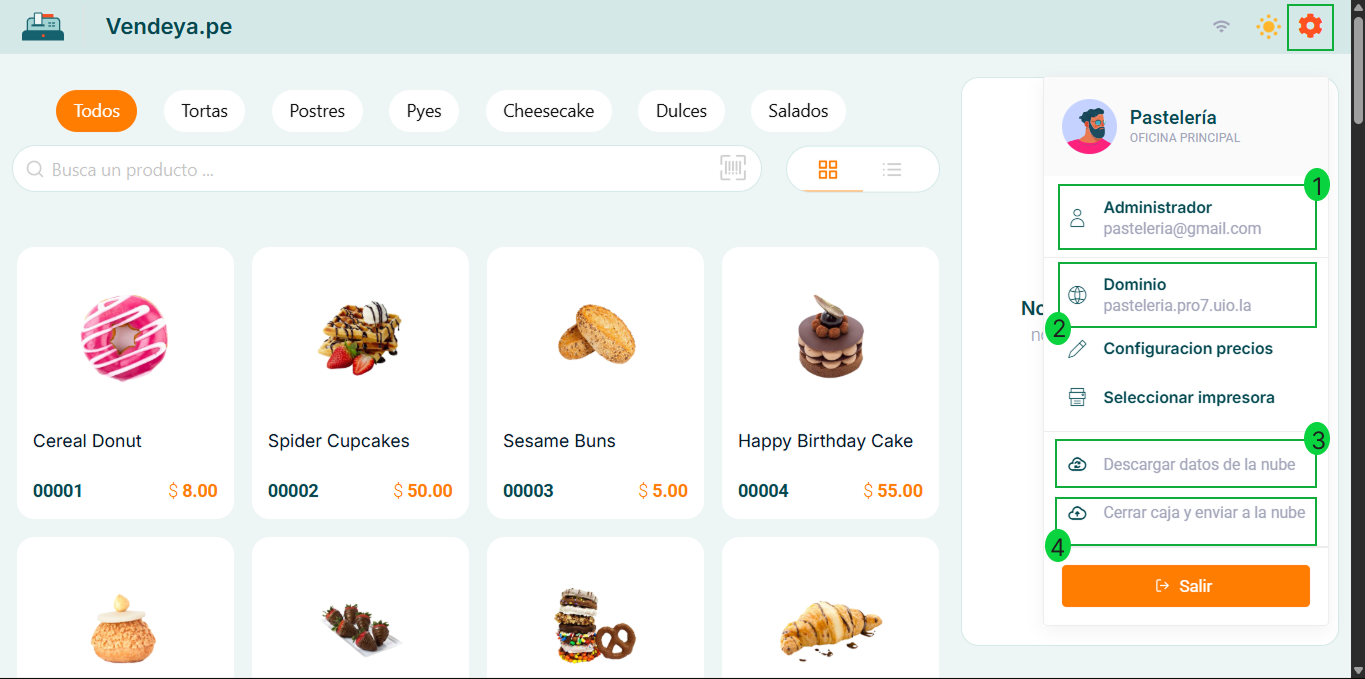 Vendeya.pe
Todos
Tortas
Postres
Pyes
Cheesecake
Dulces
Salados
Busca un producto ...
Cereal Donut
00001
$ 8.00
Spider Cupcakes
00002
$ 50.00
Sesame Buns
00003
$ 5.00
Happy Birthday Cake
00004
$ 55.00
Pastelería
OFICINA PRINCIPAL
1
Administrador
pasteleria@gmail.com
Dominio
pasteleria.pro7.uio.la
2
Configuracion precios
Seleccionar impresora
3
Descargar datos de la nube
Cerrar caja y enviar a la nube
4
Salir